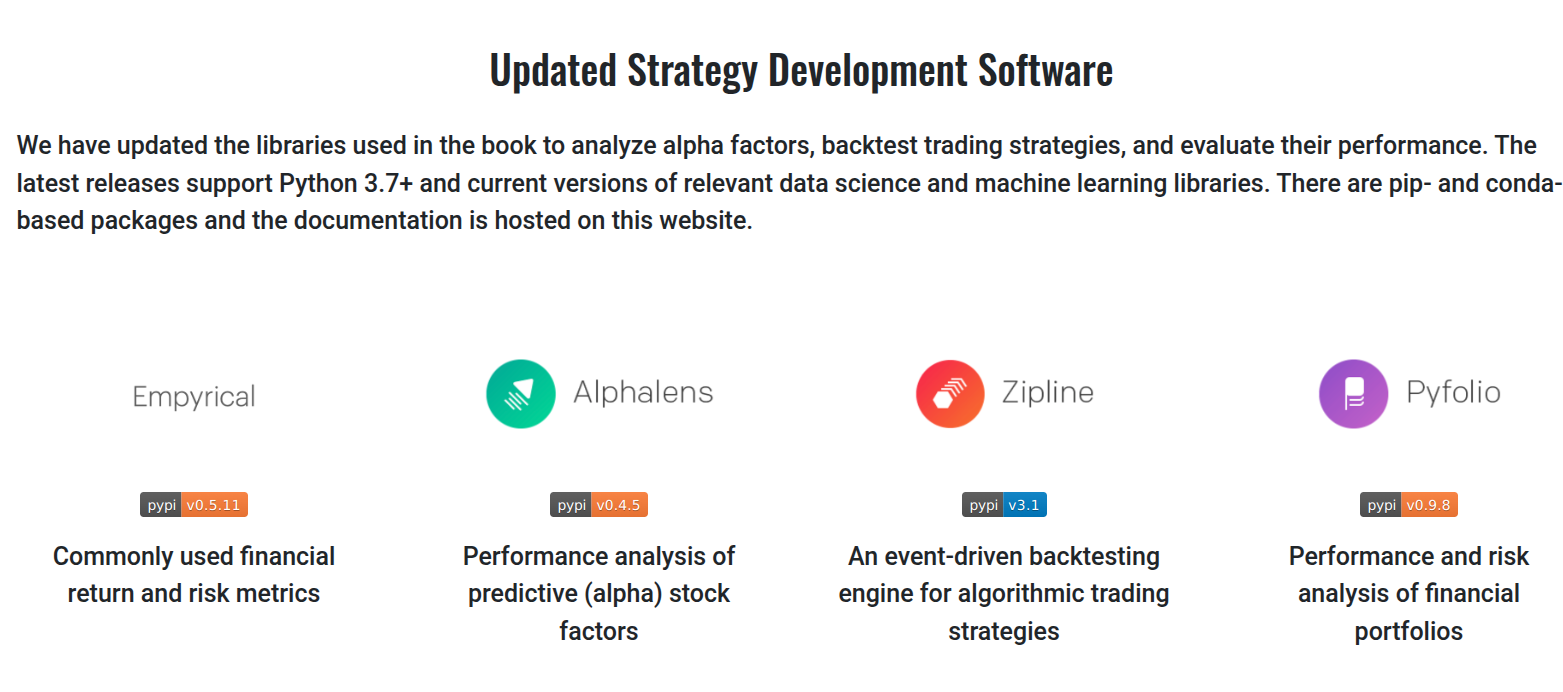 Updated Strategy Development Software
We have updated the libraries used in the book to analyze alpha factors, backtest trading strategies, and evaluate their performance. The
latest releases support Python 3.7+ and current versions of relevant data science and machine learning libraries. There are pip- and conda-
based packages and the documentation is hosted on this website.
Empyrical
pypi v0.5.11
Commonly used financial
return and risk metrics
Alphalens
pypi v0.4.5
Performance analysis of
predictive (alpha) stock
factors
Zipline
pypi v3.1
An event-driven backtesting
engine for algorithmic trading
strategies
Pyfolio
pypi v0.9.8
Performance and risk
analysis of financial
portfolios